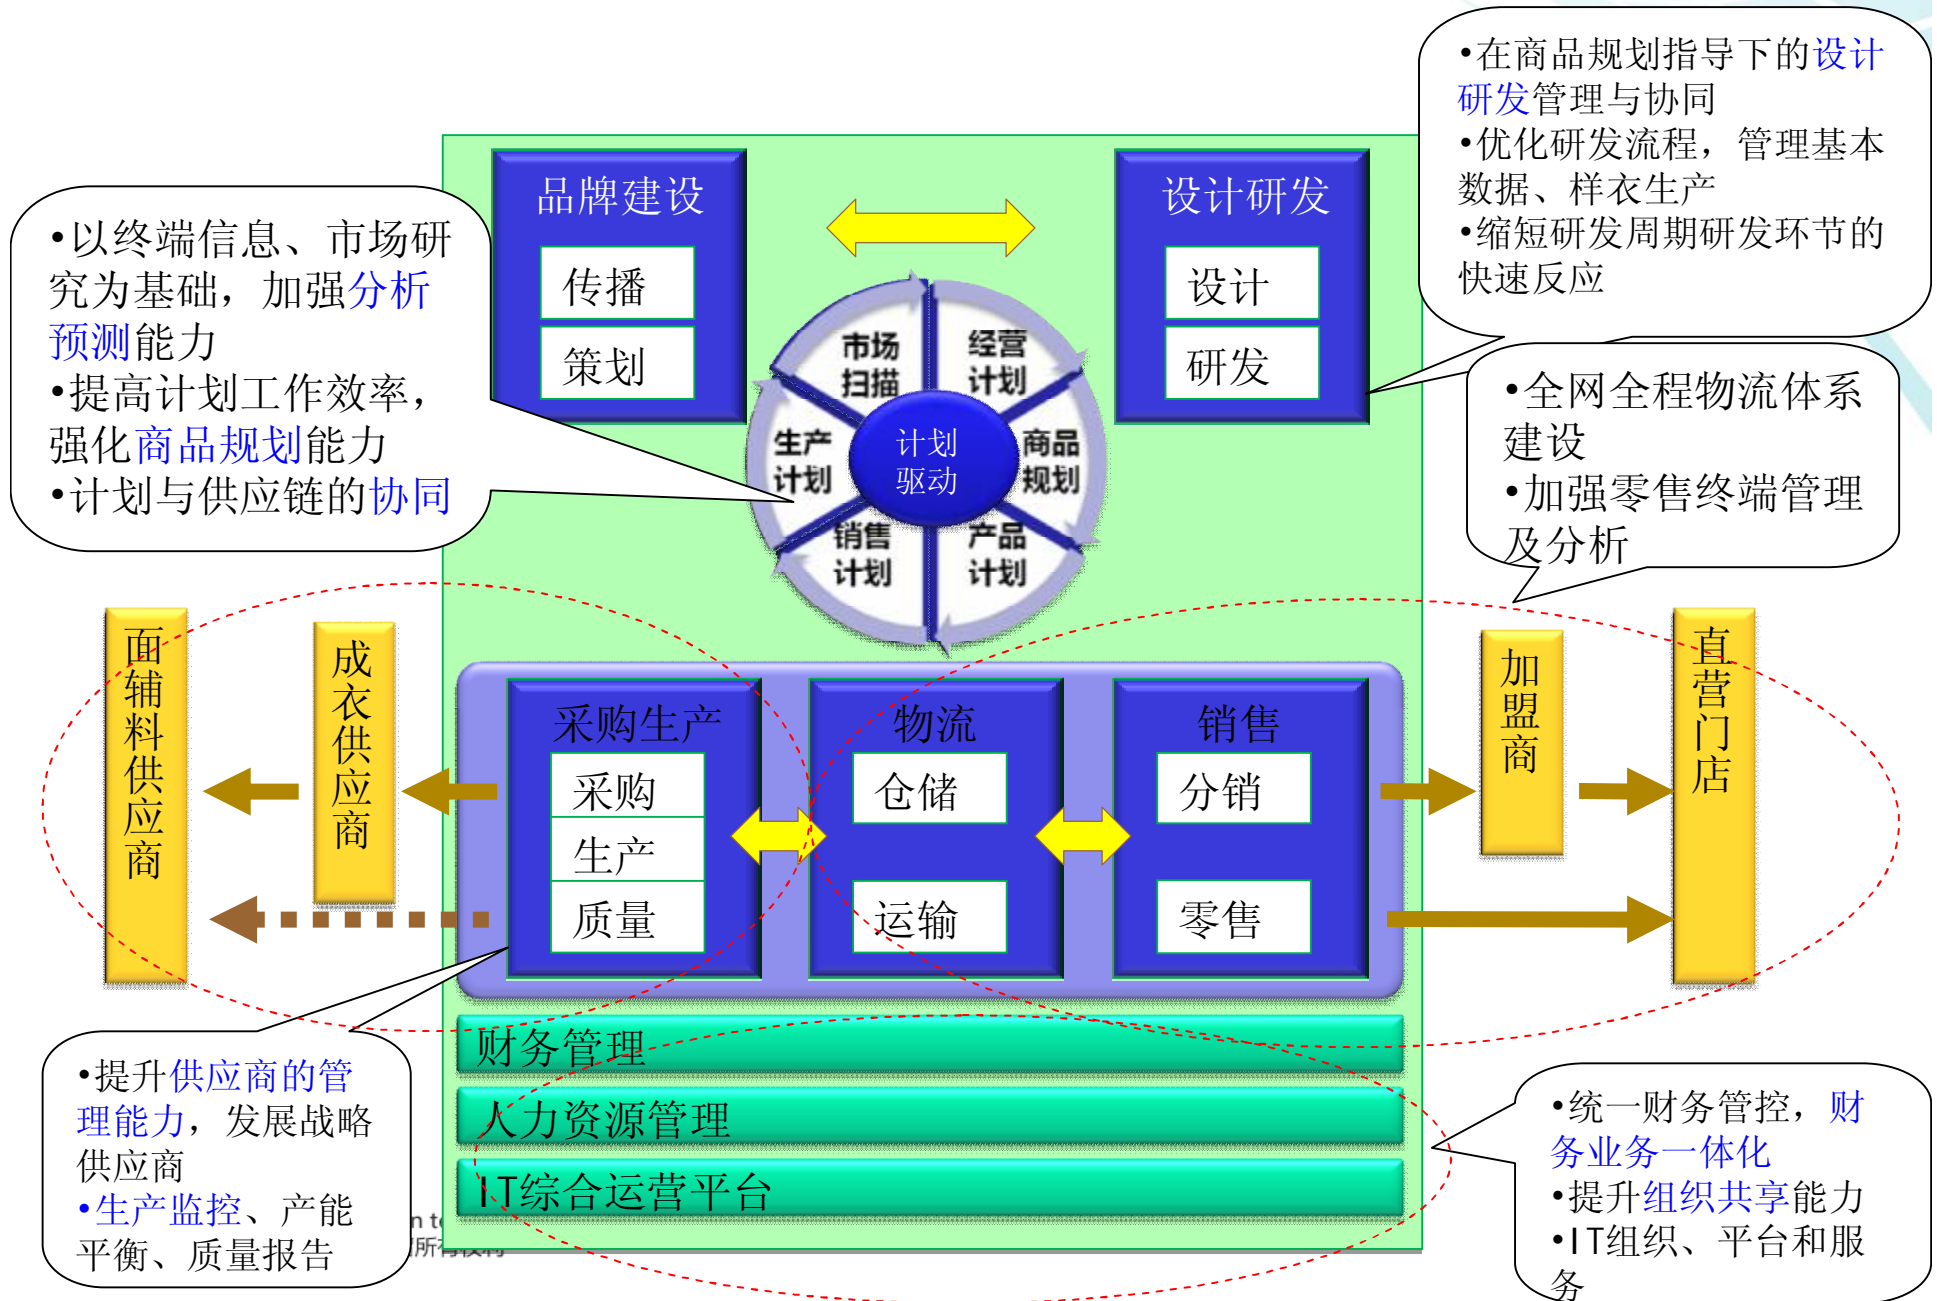 •在商品规划指导下的设计
研发管理与协同
•优化研发流程，管理基本
数据、样衣生产
•缩短研发周期研发环节的
快速反应
品牌建设
传播
策划
设计研发
设计
研发
•以终端信息、市场研
究为基础，加强分析
预测能力
•提高计划工作效率，
强化商品规划能力
•计划与供应链的协同
市场
扫描
经营
计划
生产
计划
计划
驱动
商品
规划
销售
计划
产品
计划
•全网全程物流体系
建设
•加强零售终端管理
及分析
面辅料供应商
成衣供应商
采购生产
采购
生产
质量
物流
仓储
运输
销售
分销
零售
加盟商
直营门店
财务管理
人力资源管理
IT综合运营平台
•提升供应商的管
理能力，发展战略
供应商
•生产监控、产能
平衡、质量报告
•统一财务管控，财
务业务一体化
•提升组织共享能力
•IT组织、平台和服
务